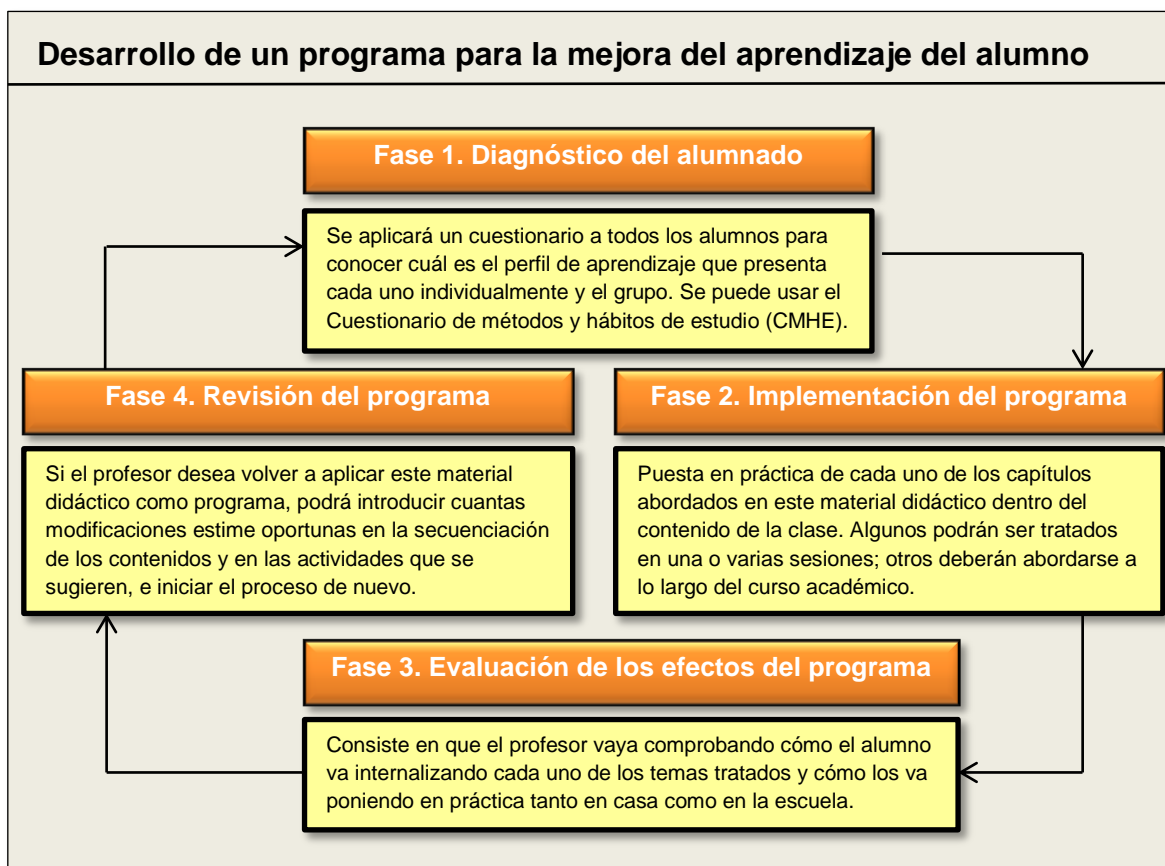 Desarrollo de un programa para la mejora del aprendizaje del alumno
Fase 1. Diagnóstico del alumnado
Se aplicará un cuestionario a todos los alumnos para
conocer cuál es el perfil de aprendizaje que presenta
cada uno individualmente y el grupo. Se puede usar el
Cuestionario de métodos y hábitos de estudio (CMHE).
Fase 2. Implementación del programa
Puesta en práctica de cada uno de los capítulos
abordados en este material didáctico dentro del
contenido de la clase. Algunos podrán ser tratados
en una o varias sesiones; otros deberán abordarse a
lo largo del curso académico.
Fase 3. Evaluación de los efectos del programa
Consiste en que el profesor vaya comprobando cómo el alumno
va internalizando cada uno de los temas tratados y cómo los va
poniendo en práctica tanto en casa como en la escuela.
Fase 4. Revisión del programa
Si el profesor desea volver a aplicar este material
didáctico como programa, podrá introducir cuantas
modificaciones estime oportunas en la secuenciación
de los contenidos y en las actividades que se
sugieren, e iniciar el proceso de nuevo.